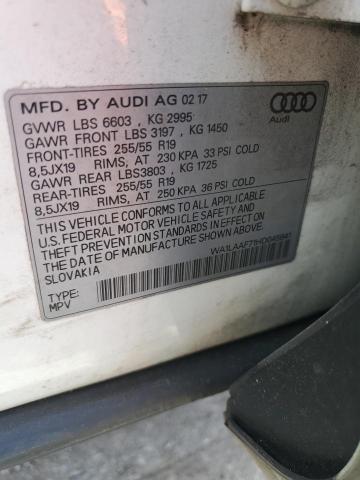 MFD. BY AUDI AG 02 17
GVWR LBS 6603 , KG 2995
GAWR FRONT LBS 3197 , KG 1450
FRONT-TIRES 255/55 R19
8,5JX19 RIMS, AT 230 KPA 33 PSI COLD
GAWR REAR LBS3803 , KG 1725
REAR-TIRES 255/55 R19
8,5JX19 RIMS, AT 250 KPA 36 PSI COLD
THIS VEHICLE CONFORMS TO ALL APPLICABLE
U.S.FEDERAL MOTOR VEHICLE SAFETY AND
THEFT PREVENTION STANDARDS IN EFFECT ON
THE DATE OF MANUFACTURE SHOWN ABOVE
SLOVAKIA
TYPE:
MPV
Audi
WA1LAAF71HD045941